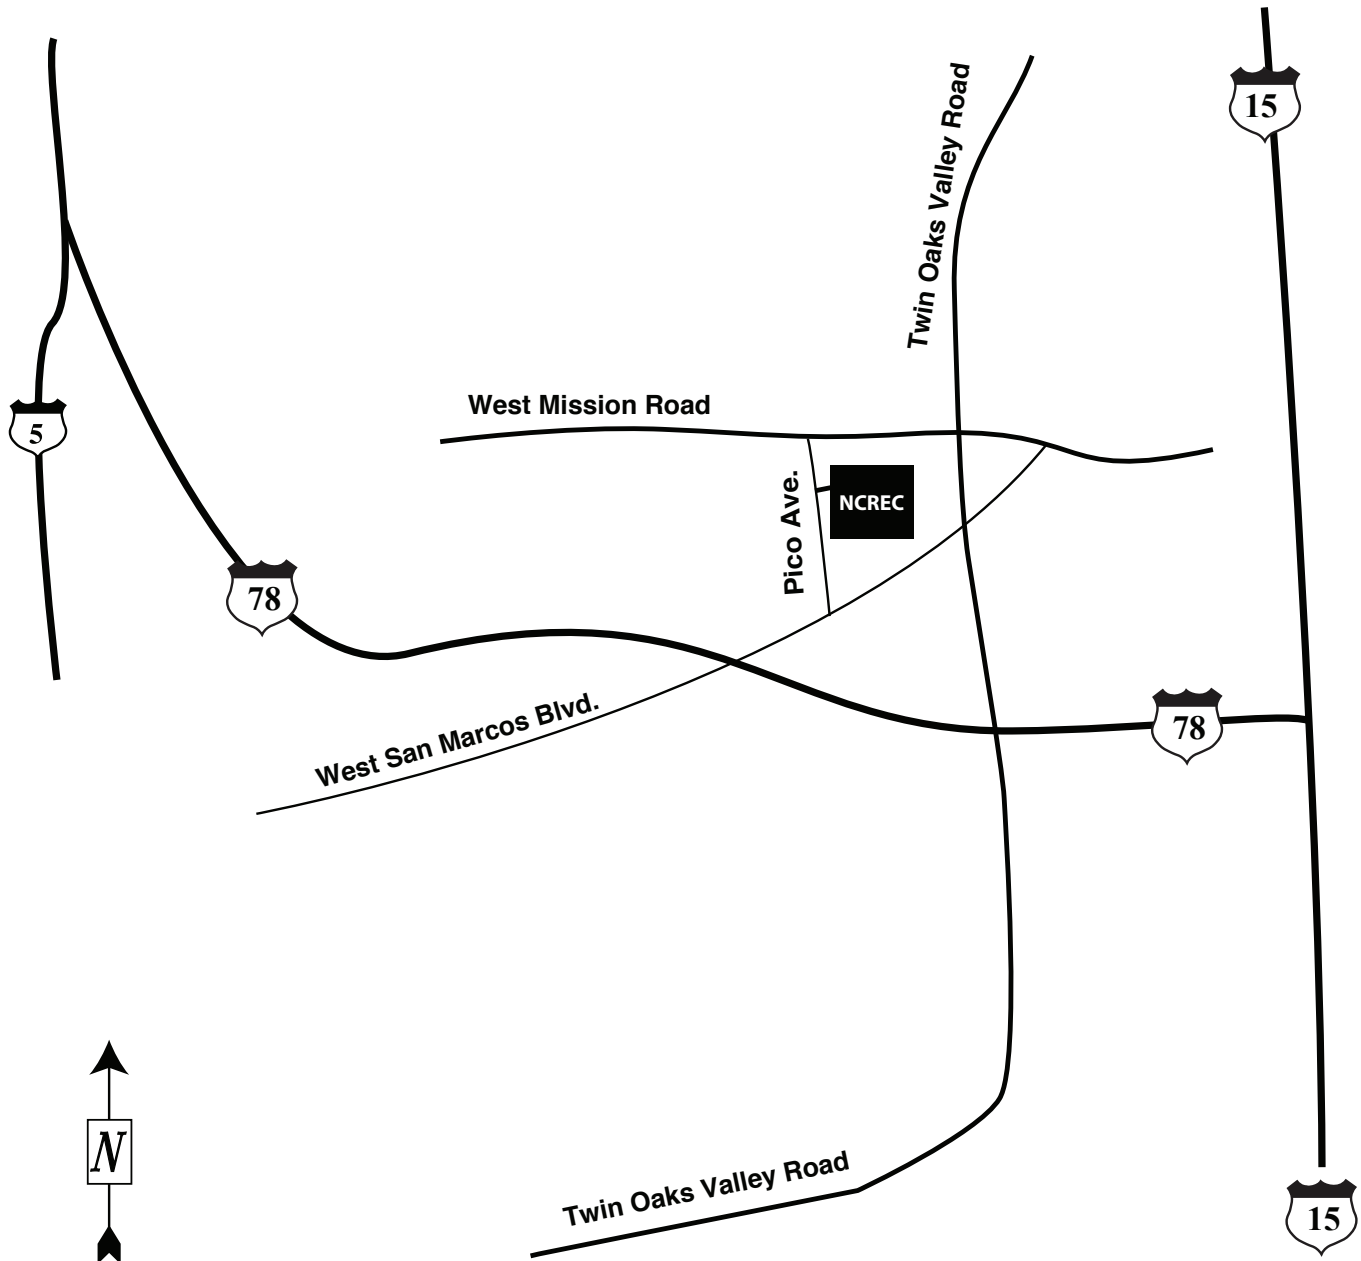 15
Twin Oaks Valley Road
West Mission Road
5
Pico Ave.
NCREC
78
West San Marcos Blvd.
78
N
Twin Oaks Valley Road
15